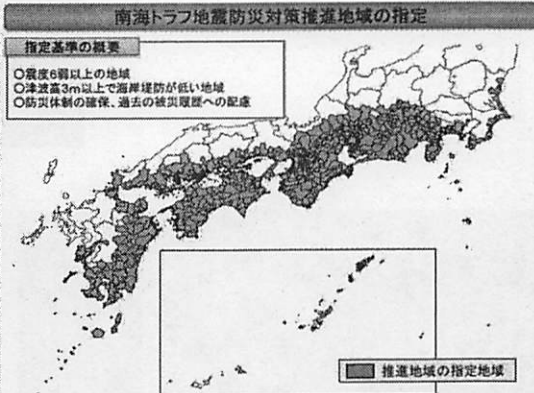 南海トラフ地震防災対策推進地域の指定
指定基準の概要
○震度6弱以上の地域
○津波高3m以上で海岸堤防が低い地域
○防災体制の確保、過去の被災履歴への配慮
推進地域の指定地域